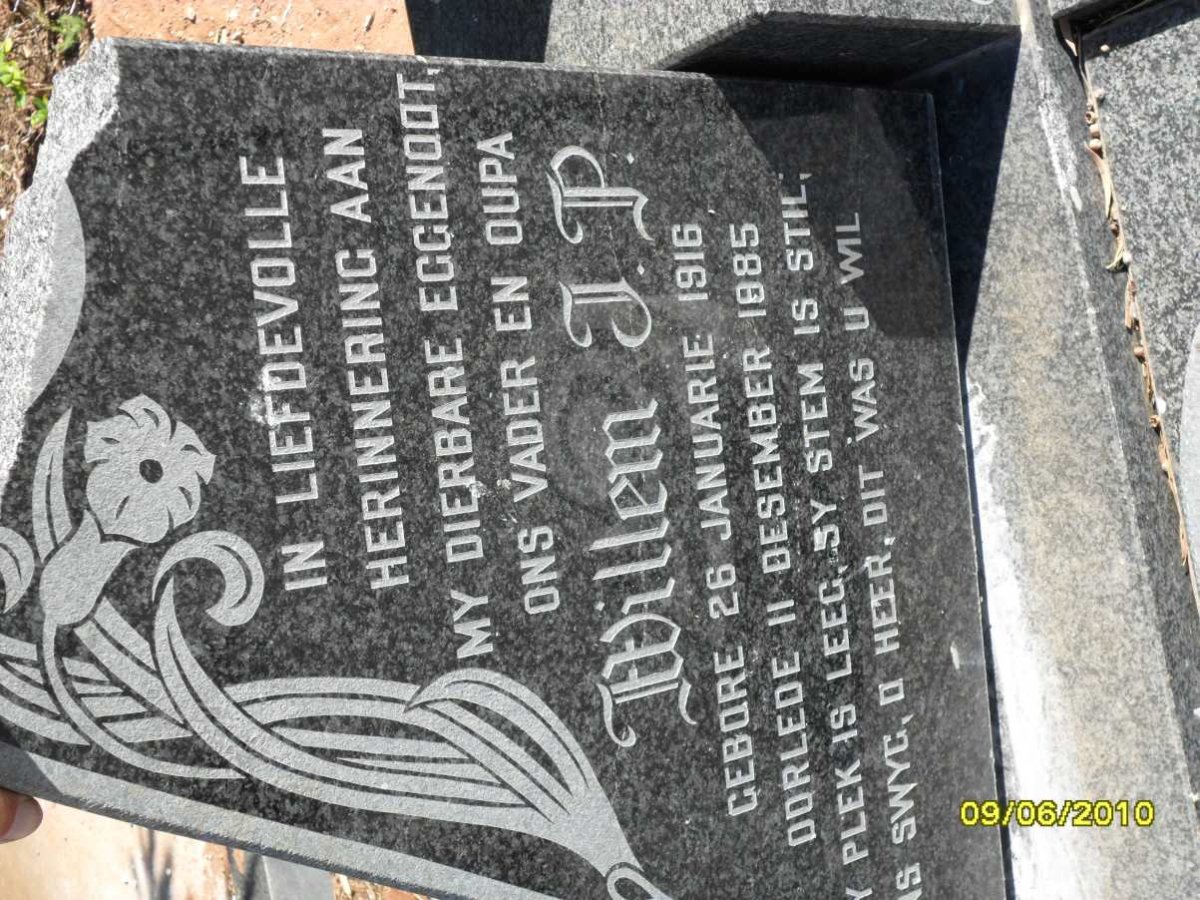 IN LIEFDEVOLLE
HERINNERING AAN
MY DIERBARE EGGENOOT,
ONS VADER EN OUPA
Willem J.P.
GEBORE 26 JANUARIE 1916
OORLEDE 11 DESEMBER 1985
Y PLEK IS LEEG, SY STEM IS STIL,
NS SWYG, O HEER, DIT WAS U WIL
09/06/2010